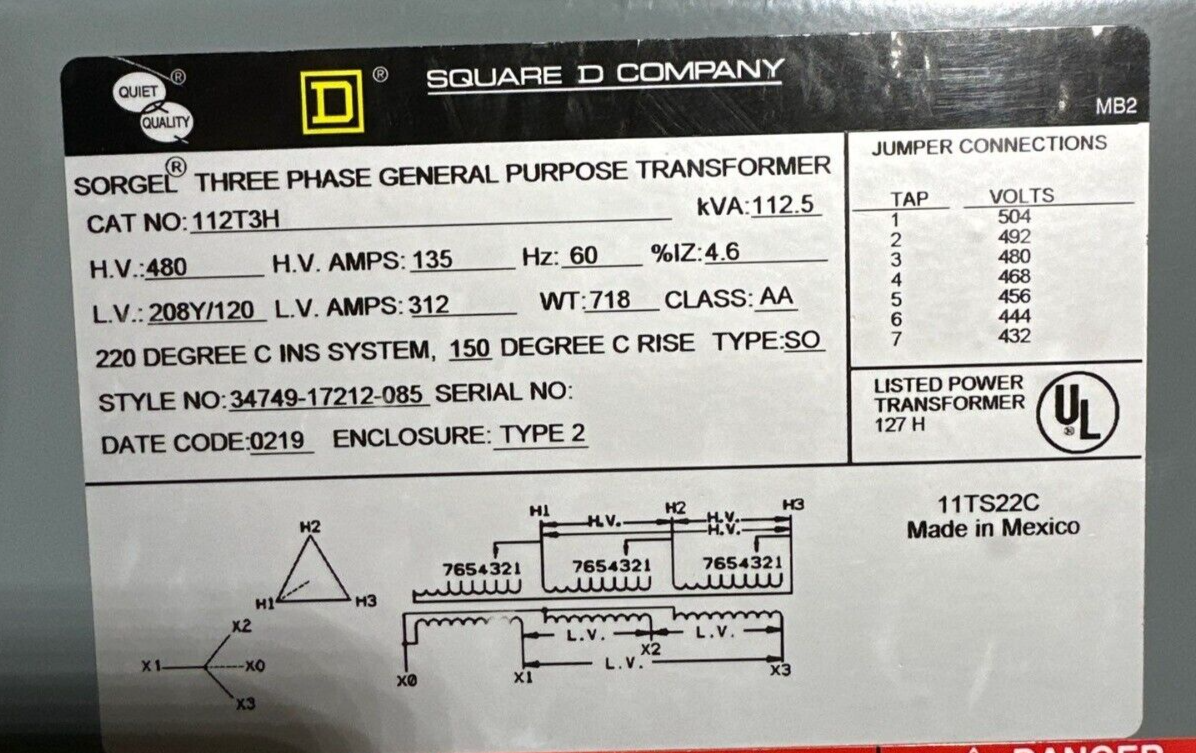 QUIET
QUALITY
®
D
®
SQUARE D COMPANY
MB2
SORGEL® THREE PHASE GENERAL PURPOSE TRANSFORMER
CAT NO: 112T3H kVA: 112.5
H.V.: 480 H.V. AMPS: 135 Hz: 60 %IZ: 4.6
L.V.: 208Y/120 L.V. AMPS: 312 WT: 718 CLASS: AA
220 DEGREE C INS SYSTEM, 150 DEGREE C RISE TYPE: SO
STYLE NO: 34749-17212-085 SERIAL NO:
DATE CODE: 0219 ENCLOSURE: TYPE 2
JUMPER CONNECTIONS
TAP VOLTS
1 504
2 492
3 480
4 468
5 456
6 444
7 432
LISTED POWER
TRANSFORMER
127 H
UL
®
11TS22C
Made in Mexico
H2
H1 H3
X2
X1 X0
X3
H1 H2 H3
H.V. H.V.
H.V.
7654321 7654321 7654321
L.V. L.V.
X2
L.V.
X0 X1 X3
DANGER